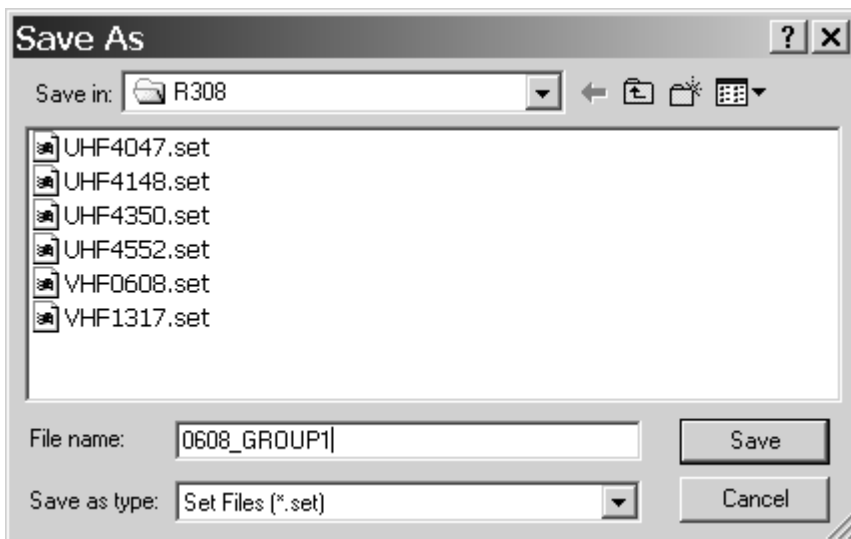 Save As
Save in: R308
UHF4047.set
UHF4148.set
UHF4350.set
UHF4552.set
VHF0608.set
VHF1317.set
File name: 0608_GROUP1 Save
Save as type: Set Files (*.set) Cancel